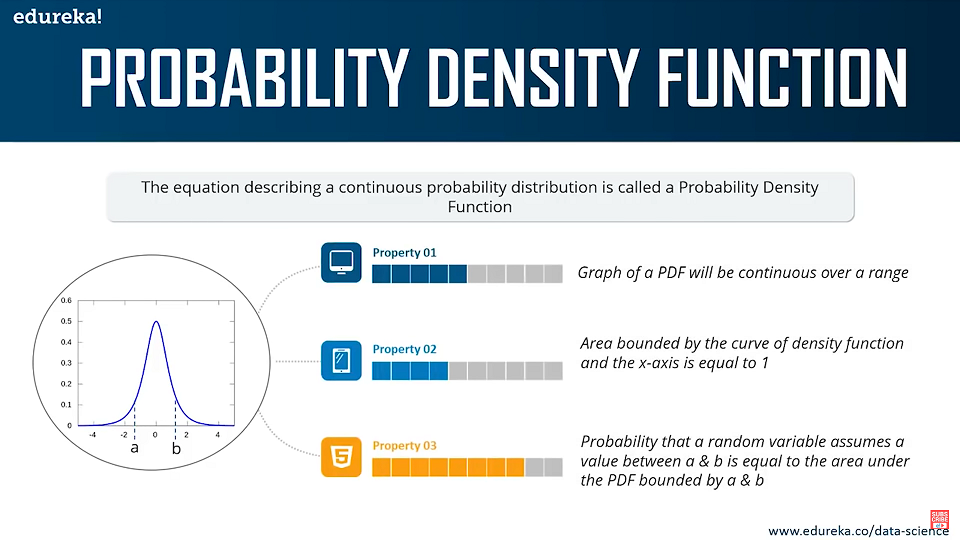 edureka!
PROBABILITY DENSITY FUNCTION
The equation describing a continuous probability distribution is called a Probability Density
Function
Property 01
Graph of a PDF will be continuous over a range
0.6
0.5
0.4
0.3
0.2
0.1
0
-4 -2 0 2 4
a b
Property 02
Area bounded by the curve of density function
and the x-axis is equal to 1
Property 03
Probability that a random variable assumes a
value between a & b is equal to the area under
the PDF bounded by a & b
SUBS
CRIBE
www.edureka.co/data-science